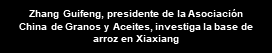 Zhang Guifeng, presidente de la Asociación
China de Granos y Aceites, investiga la base de
arroz en Xiaxiang